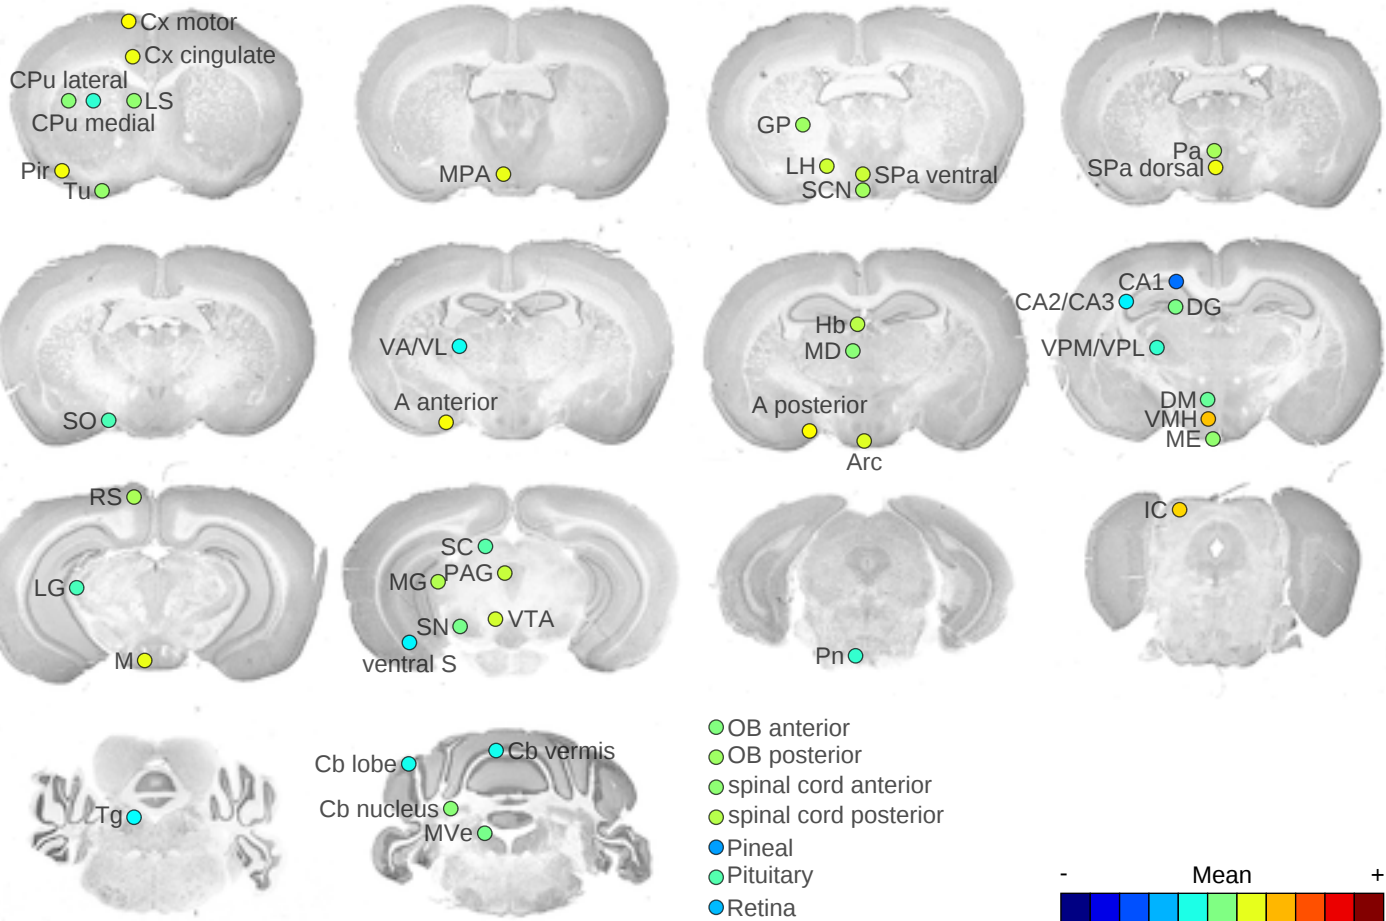 Cx motor
Cx cingulate
CPu lateral
LS
CPu medial
Pir
Tu
MPA
GP
LH
SPa ventral
SCN
Pa
SPa dorsal
SO
VA/VL
A anterior
Hb
MD
A posterior
Arc
CA1
CA2/CA3
DG
VPM/VPL
DM
VMH
ME
RS
LG
M
SC
MG
PAG
SN
VTA
ventral S
Pn
IC
Tg
Cb lobe
Cb vermis
Cb nucleus
MVe
OB anterior
OB posterior
spinal cord anterior
spinal cord posterior
Pineal
Pituitary
Retina
- Mean +